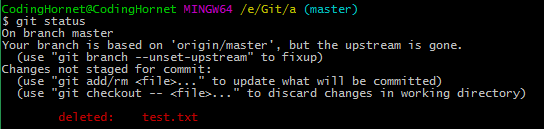 CodingHornet@CodingHornet MINGW64 /e/Git/a (master)
$ git status
On branch master
Your branch is based on 'origin/master', but the upstream is gone.
  (use "git branch --unset-upstream" to fixup)
Changes not staged for commit:
  (use "git add/rm <file>..." to update what will be committed)
  (use "git checkout -- <file>..." to discard changes in working directory)
        deleted:    test.txt